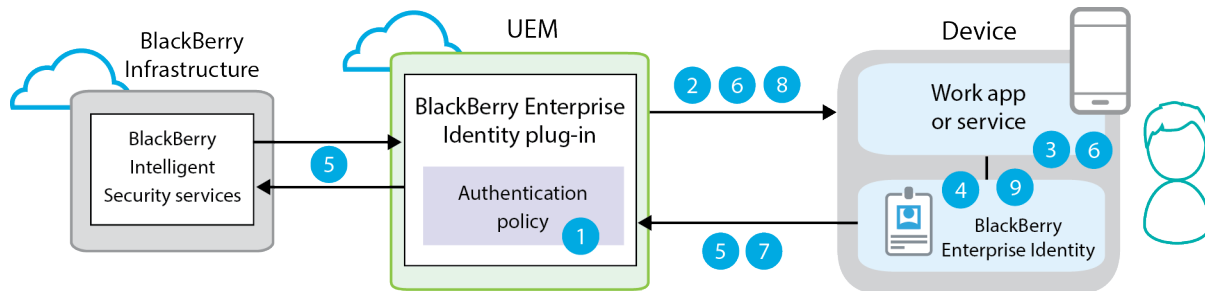 BlackBerry
Infrastructure
BlackBerry
Intelligent
Security services
5
UEM
BlackBerry Enterprise
Identity plug-in
Authentication
policy
1
2 6 8
5 7
Device
Work app
or service
3 6
4 9
BlackBerry
Enterprise Identity